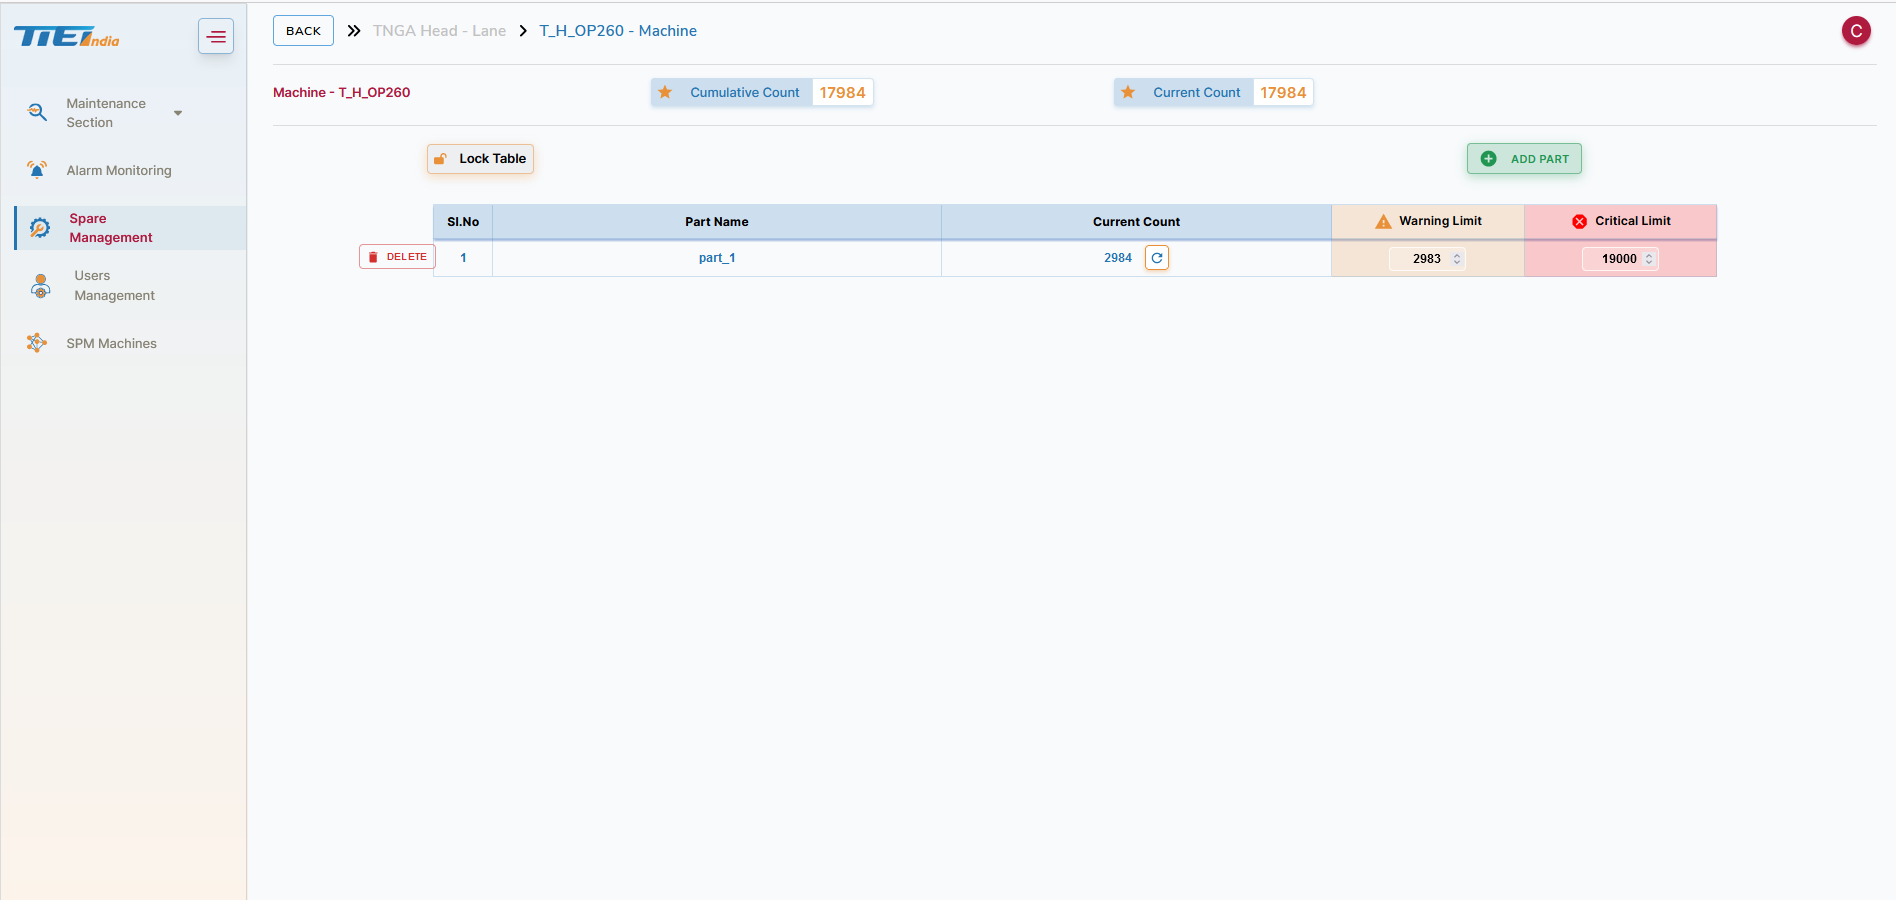 TIEI India
BACK
TNGA Head - Lane
T_H_OP260 - Machine
C
Maintenance
Section
Alarm Monitoring
Spare
Management
Users
Management
SPM Machines
Machine - T_H_OP260
Cumulative Count 17984
Current Count 17984
Lock Table
ADD PART
Sl.No Part Name Current Count Warning Limit Critical Limit
DELETE 1 part_1 2984 2983 19000